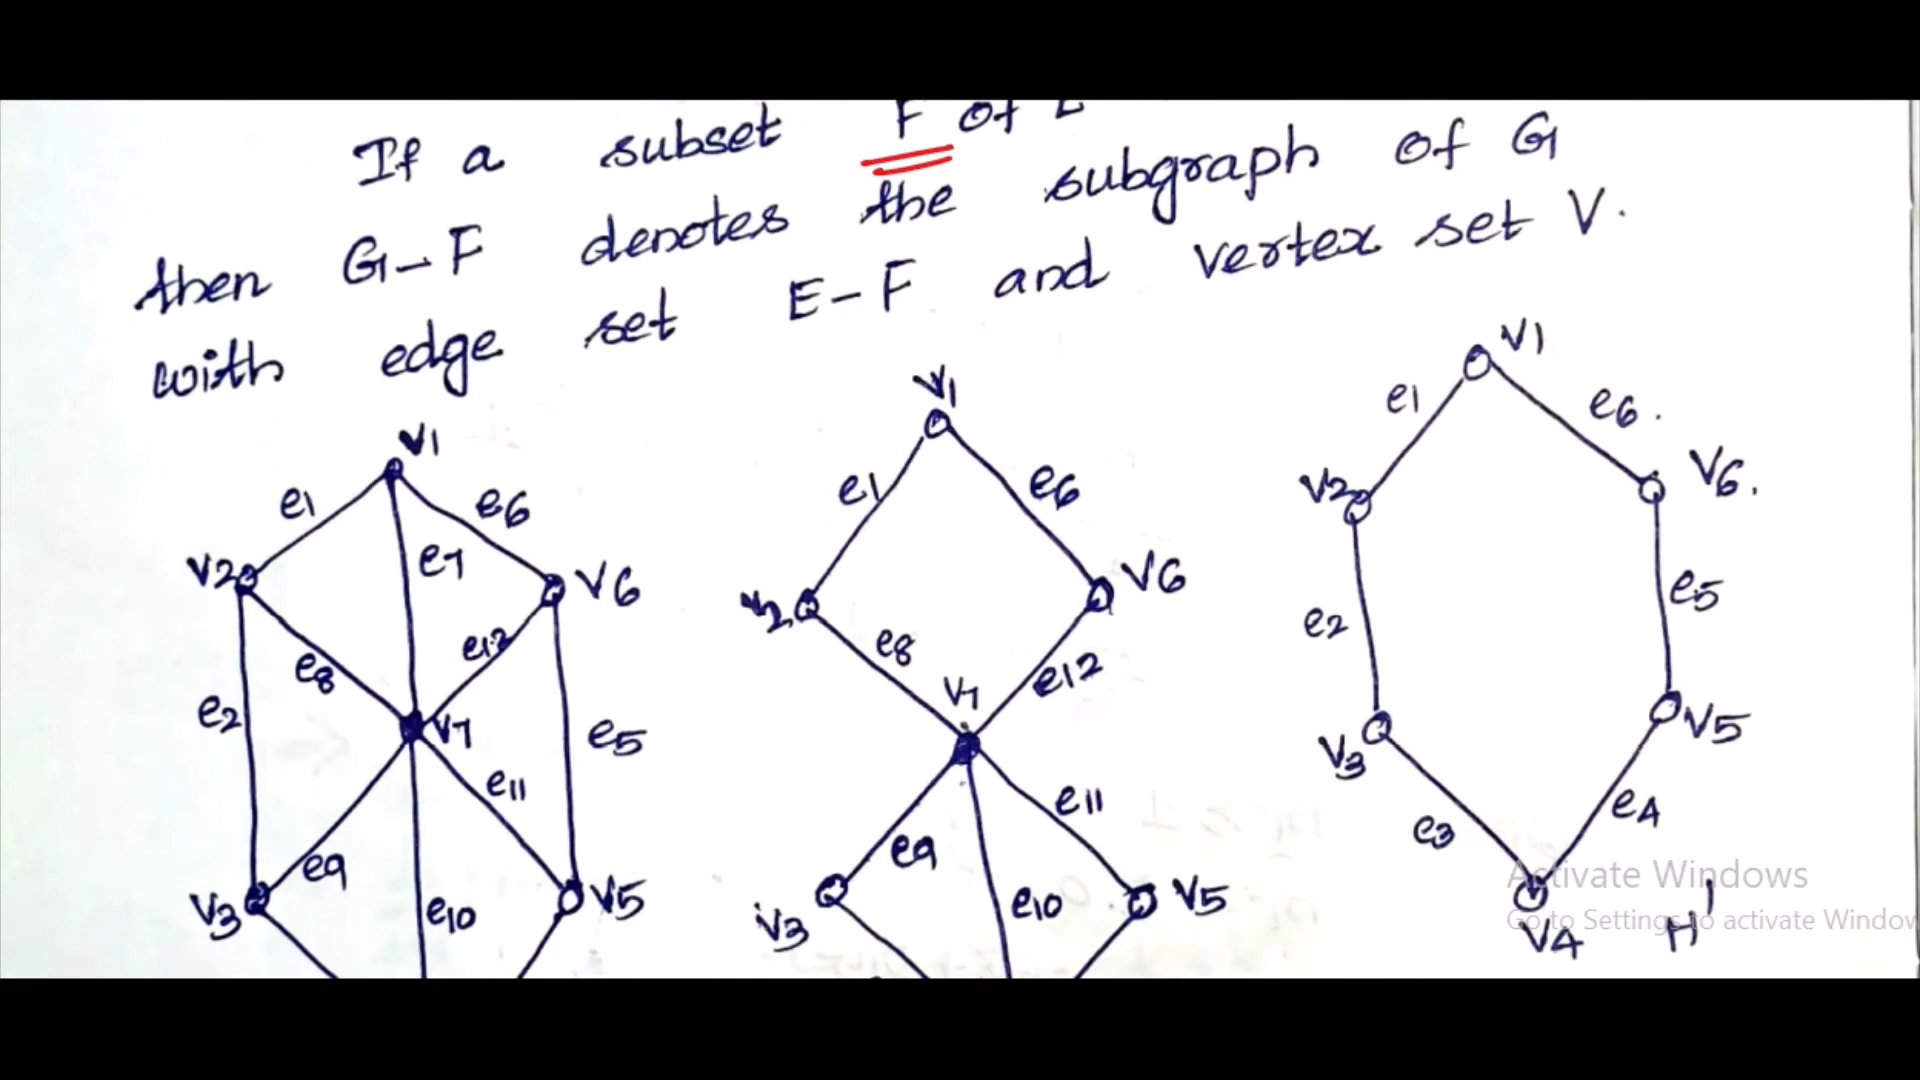 If a subset F of E
then G-F denotes the subgraph of G
with edge set E-F and vertex set V.
v1
e1
e6
e7
v2
v6
e8
e12
e2
v7
e5
e11
e9
v3
e10
v5
v1
e1
e6
v2
v6
e8
e12
v7
e9
e11
v3
e10
v5
v1
e1
e6.
v2
v6.
e2
e5
v3
v5
e3
e4
v4
H'
Activate Windows
Go to Settings to activate Window